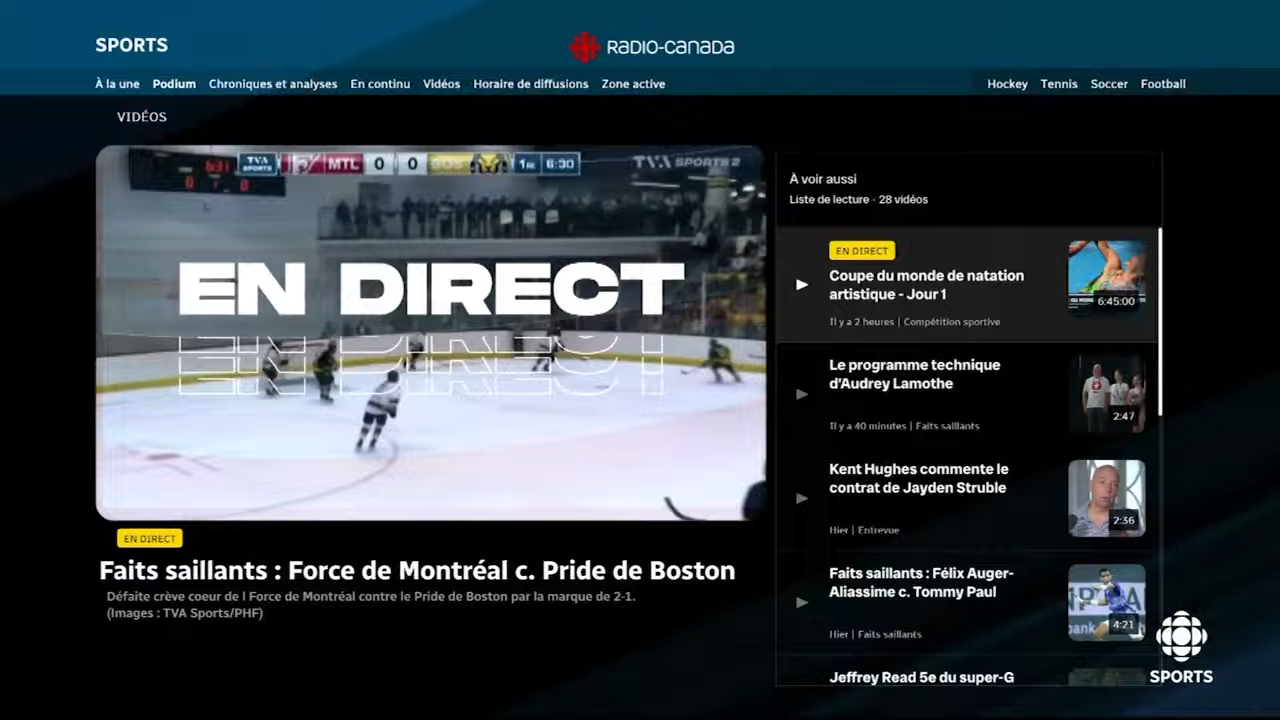 SPORTS
RADIO-CANADA
À la une Podium Chroniques et analyses En continu Vidéos Horaire de diffusions Zone active
Hockey Tennis Soccer Football
VIDÉOS
TVA SPORTS MTL 0 0 BOS 1RE 6:30
TVA SPORTS 2
EN DIRECT
EN DIRECT
EN DIRECT
EN DIRECT
Faits saillants : Force de Montréal c. Pride de Boston
Défaite crève coeur de l Force de Montréal contre le Pride de Boston par la marque de 2-1.
(Images : TVA Sports/PHF)
À voir aussi
Liste de lecture · 28 vidéos
EN DIRECT
Coupe du monde de natation
artistique - Jour 1
Il y a 2 heures | Compétition sportive
6:45:00
Le programme technique
d'Audrey Lamothe
Il y a 40 minutes | Faits saillants
2:47
Kent Hughes commente le
contrat de Jayden Struble
Hier | Entrevue
2:36
Faits saillants : Félix Auger-
Aliassime c. Tommy Paul
Hier | Faits saillants
4:21
Jeffrey Read 5e du super-G
SPORTS